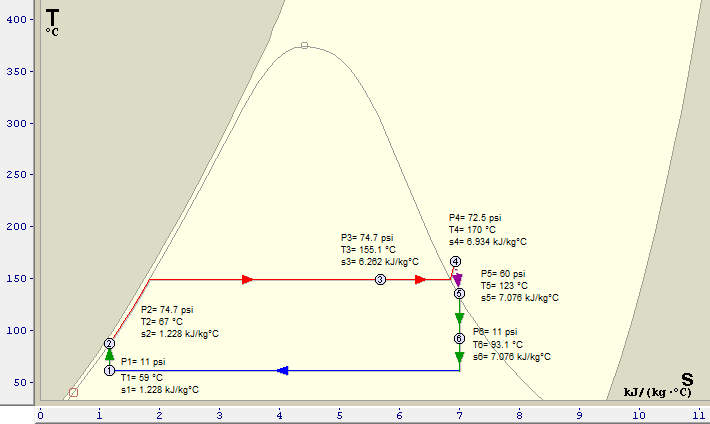 T
°C
400
350
300
250
200
150
100
50
P4= 72.5 psi
T4= 170 °C
s4= 6.934 kJ/kg°C
P3= 74.7 psi
T3= 155.1 °C
s3= 6.262 kJ/kg°C
4
3
P5= 60 psi
T5= 123 °C
s5= 7.076 kJ/kg°C
5
P2= 74.7 psi
T2= 67 °C
s2= 1.228 kJ/kg°C
2
P6= 11 psi
T6= 93.1 °C
s6= 7.076 kJ/kg°C
6
P1= 11 psi
T1= 59 °C
s1= 1.228 kJ/kg°C
1
s
kJ/(kg·°C)
0 1 2 3 4 5 6 7 8 9 10 11